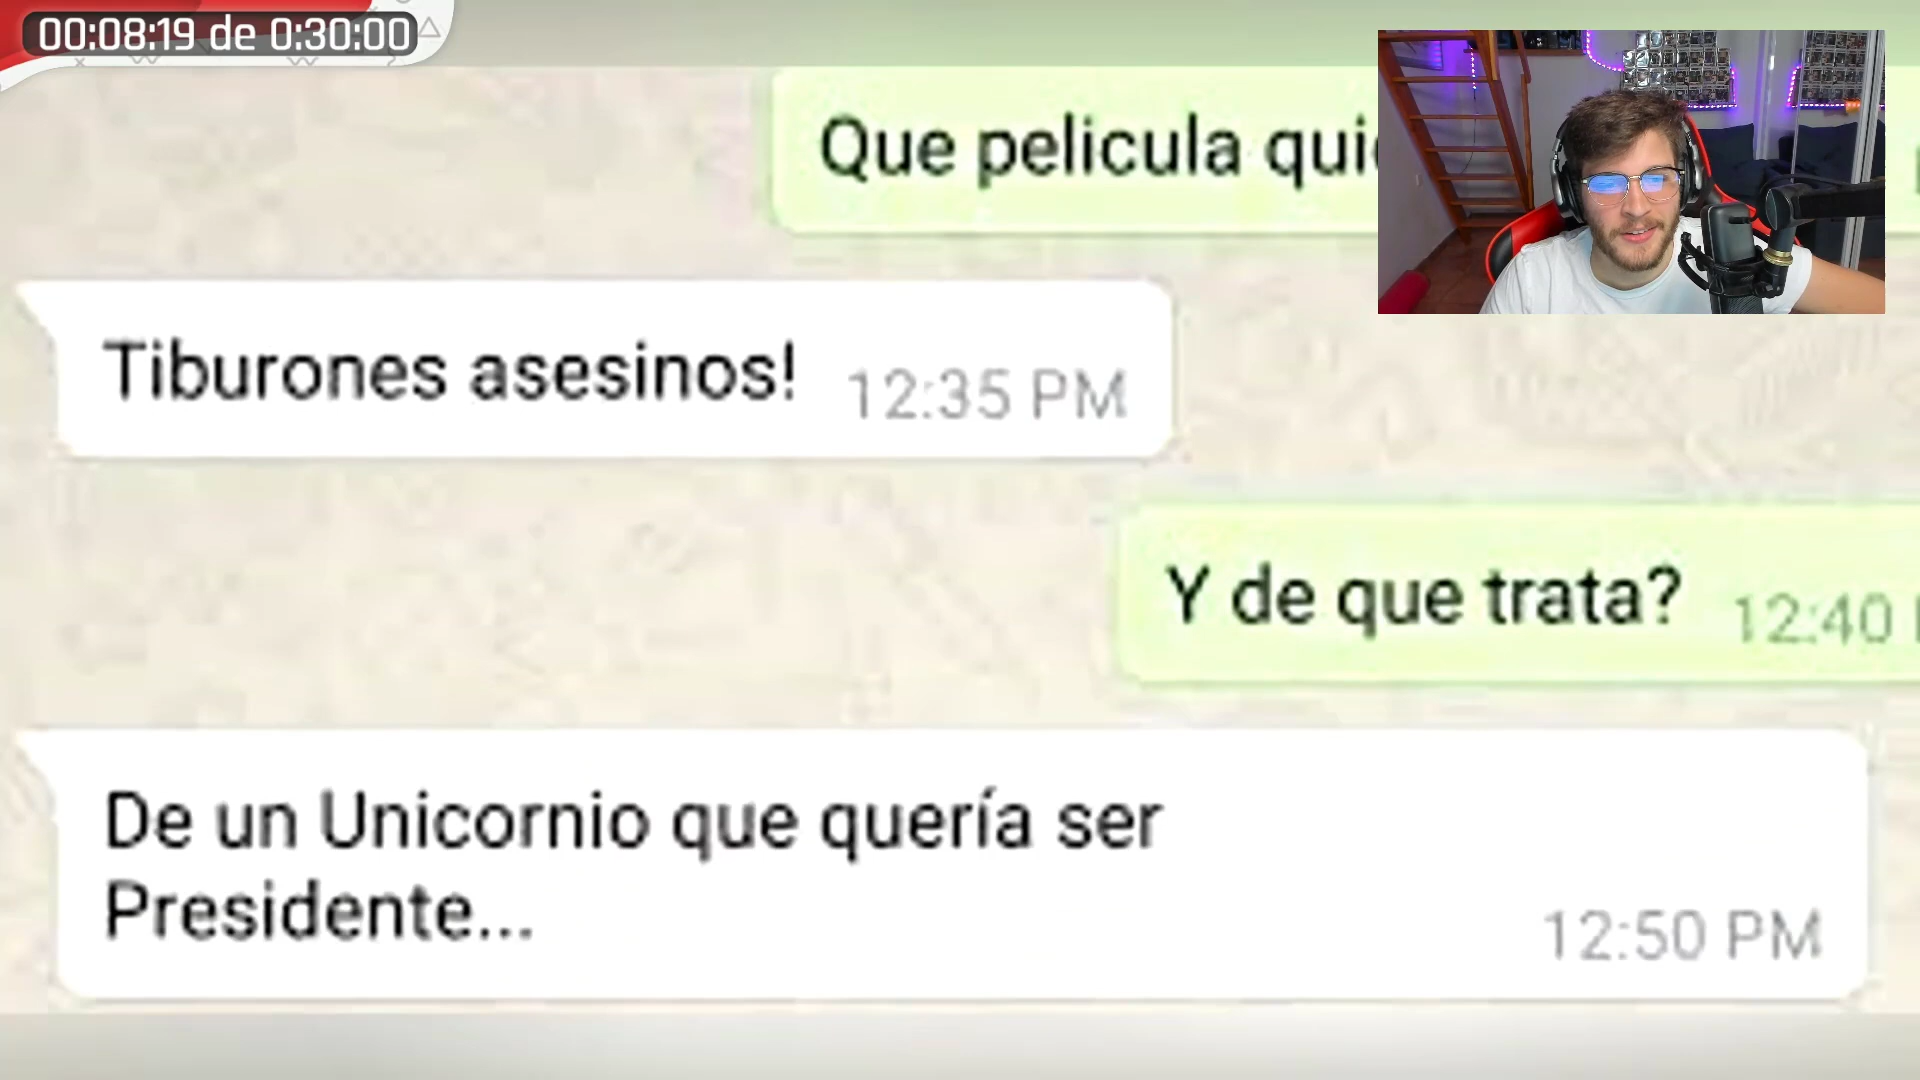 00:08:19 de 0:30:00
Que pelicula
Tiburones asesinos! 12:35 PM
Y de que trata? 12:40
De un Unicornio que quería ser
Presidente...
12:50 PM